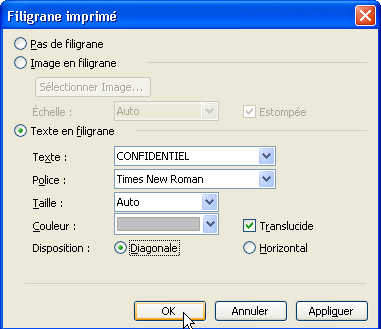 Filigrane imprimé
Pas de filigrane
Image en filigrane
Sélectionner Image...
Échelle : Auto Estompée
Texte en filigrane
Texte : CONFIDENTIEL
Police : Times New Roman
Taille : Auto
Couleur : Translucide
Disposition : Diagonale Horizontal
OK Annuler Appliquer